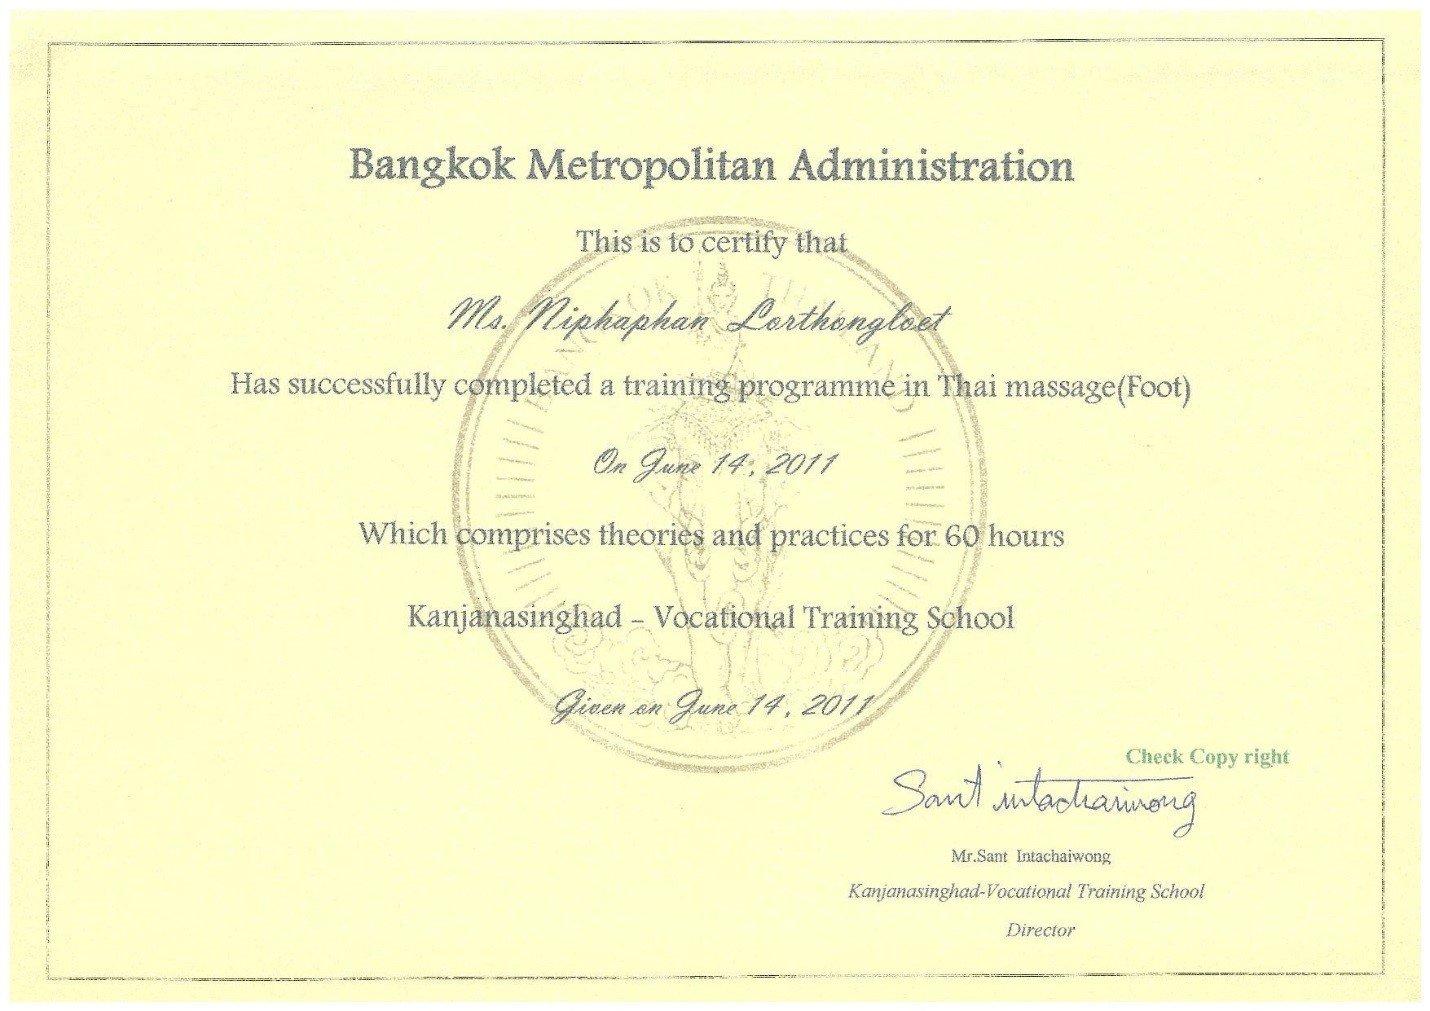 Bangkok Metropolitan Administration
This is to certify that
Ms. Niphaphan Lorthongloet
Has successfully completed a training programme in Thai massage(Foot)
On June 14, 2011
Which comprises theories and practices for 60 hours
Kanjanasinghad – Vocational Training School
Given on June 14, 2011
Check Copy right
Sant intachaiwong
Mr.Sant Intachaiwong
Kanjanasinghad-Vocational Training School
Director
BANGKOK THAILAND